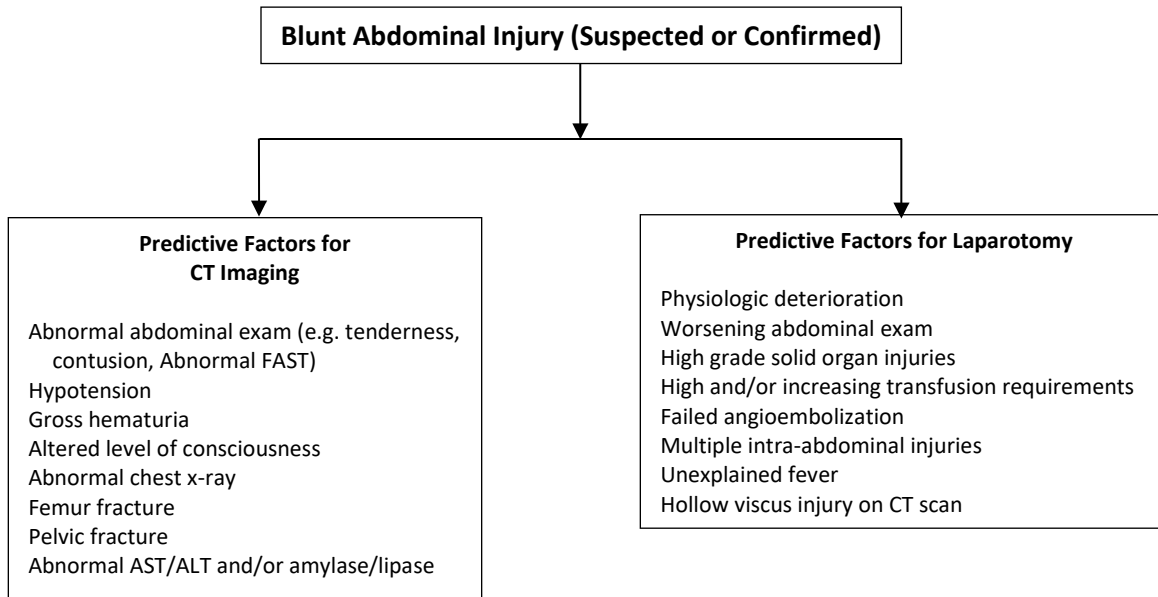 Blunt Abdominal Injury (Suspected or Confirmed)
Predictive Factors for
CT Imaging
Abnormal abdominal exam (e.g. tenderness,
contusion, Abnormal FAST)
Hypotension
Gross hematuria
Altered level of consciousness
Abnormal chest x-ray
Femur fracture
Pelvic fracture
Abnormal AST/ALT and/or amylase/lipase
Predictive Factors for Laparotomy
Physiologic deterioration
Worsening abdominal exam
High grade solid organ injuries
High and/or increasing transfusion requirements
Failed angioembolization
Multiple intra-abdominal injuries
Unexplained fever
Hollow viscus injury on CT scan